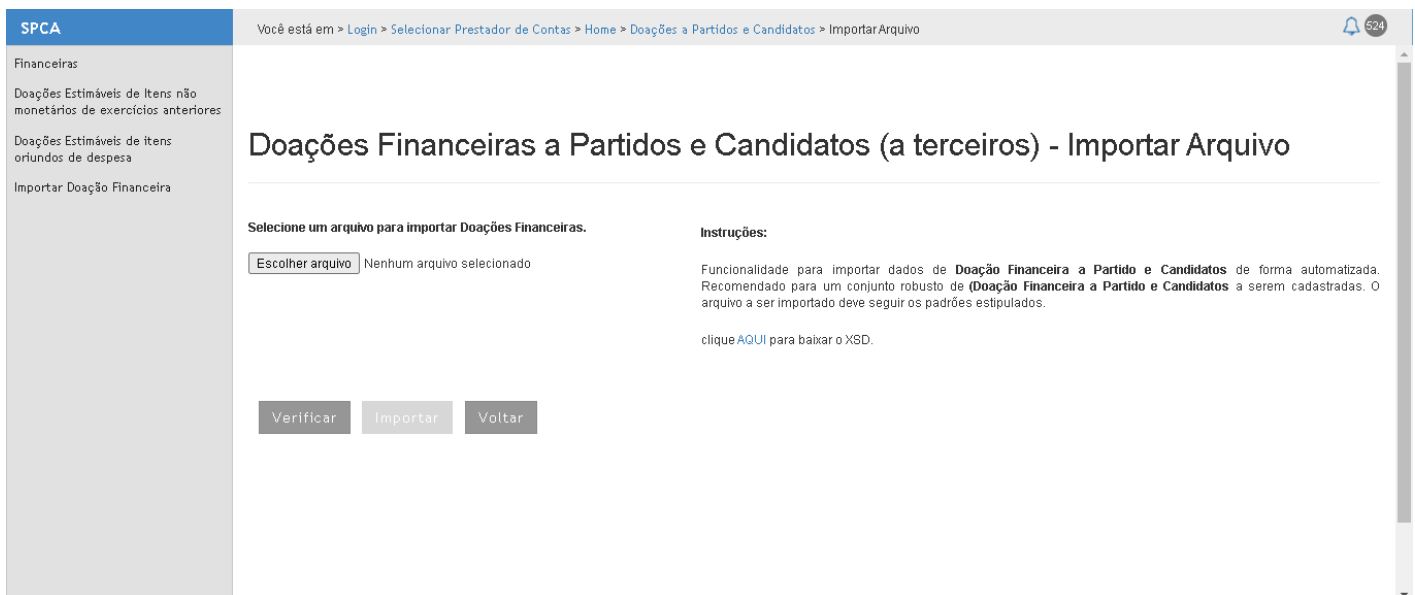 SPCA
Você está em > Login > Selecionar Prestador de Contas > Home > Doações a Partidos e Candidatos > Importar Arquivo
524
Financeiras
Doações Estimáveis de Itens não
monetários de exercícios anteriores
Doações Estimáveis de itens
oriundos de despesa
Importar Doação Financeira
Doações Financeiras a Partidos e Candidatos (a terceiros) - Importar Arquivo
Selecione um arquivo para importar Doações Financeiras.
Escolher arquivo Nenhum arquivo selecionado
Instruções:
Funcionalidade para importar dados de Doação Financeira a Partido e Candidatos de forma automatizada.
Recomendado para um conjunto robusto de (Doação Financeira a Partido e Candidatos a serem cadastradas. O
arquivo a ser importado deve seguir os padrões estipulados.
clique AQUI para baixar o XSD.
Verificar Importar Voltar